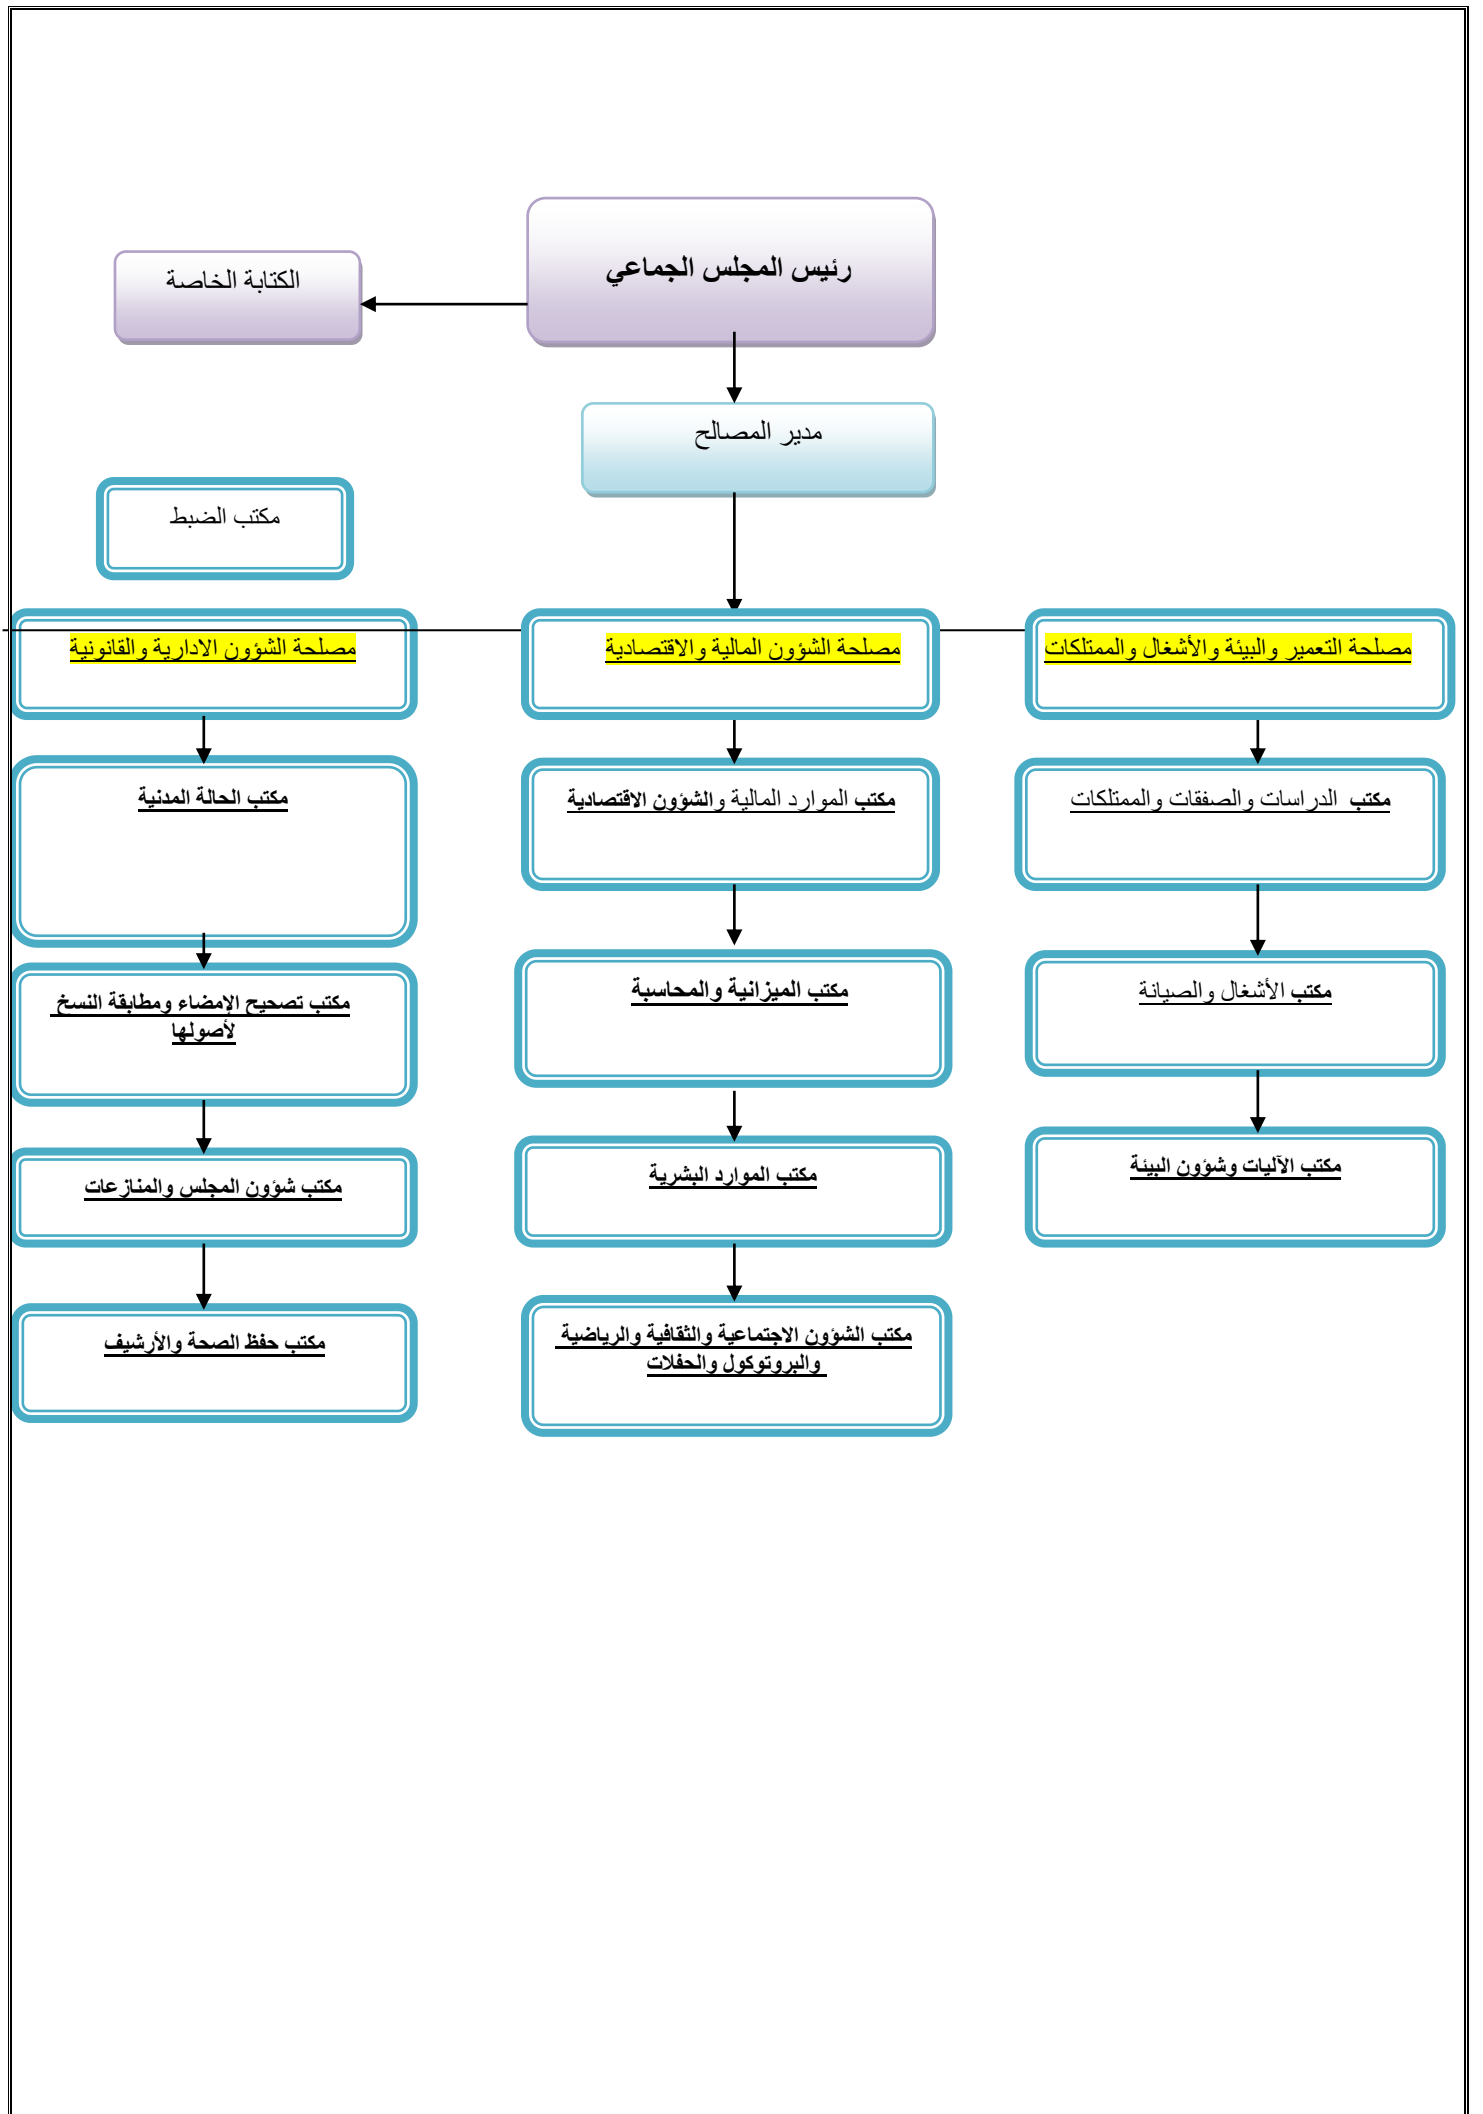 رئيس المجلس الجماعي
الكتابة الخاصة
مدير المصالح
مكتب الضبط
مصلحة التعمير والبيئة والأشغال والممتلكات
مصلحة الشؤون المالية والاقتصادية
مصلحة الشؤون الادارية والقانونية
مكتب الدراسات والصفقات والممتلكات
مكتب الموارد المالية والشؤون الاقتصادية
مكتب الحالة المدنية
مكتب الأشغال والصيانة
مكتب الميزانية والمحاسبة
مكتب تصحيح الإمضاء ومطابقة النسخ
لأصولها
مكتب الآليات وشؤون البيئة
مكتب الموارد البشرية
مكتب شؤون المجلس والمنازعات
مكتب الشؤون الاجتماعية والثقافية والرياضية
والبروتوكول والحفلات
مكتب حفظ الصحة والأرشيف